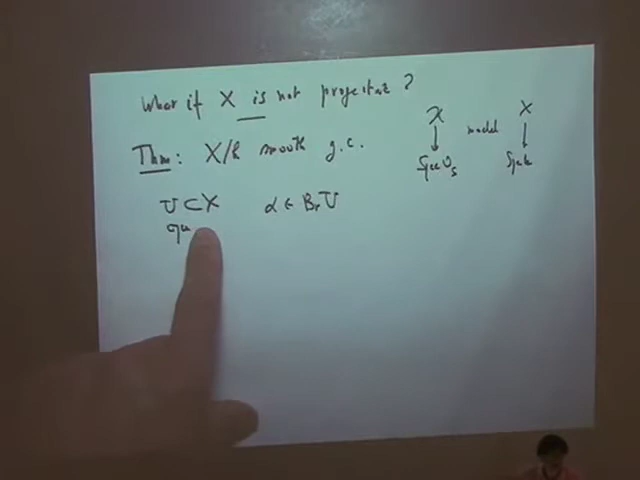 What if X is not projective ?
Thm: X/k smooth g.c.
U ⊂ X   α ∈ Br U
𝒳   model   X
↓   ↓
Spec O_S   Spec k